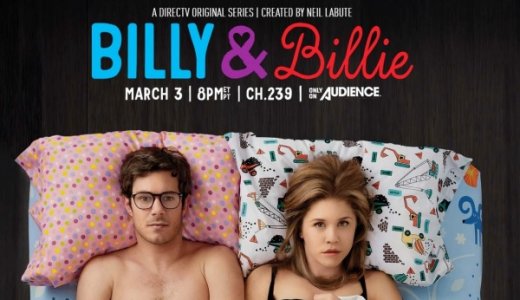 A DIRECTV ORIGINAL SERIES | CREATED BY NEIL LABUTE
BILLY & Billie
MARCH 3 | 8PM ET PT | CH.239 | ONLY ON AUDIENCE